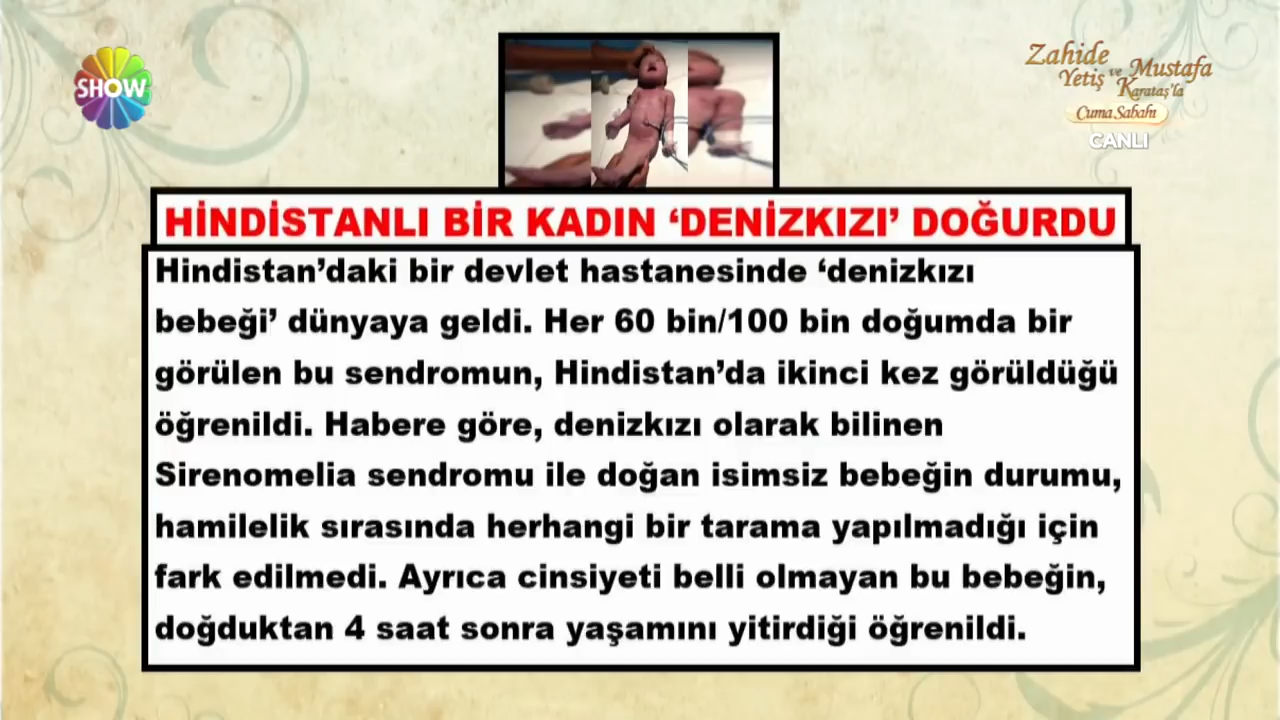 SHOW
Zahide
Yetiş ve Mustafa
Karataş'la
Cuma Sabahı
CANLI
HİNDİSTANLI BİR KADIN ‘DENİZKIZI’ DOĞURDU
Hindistan’daki bir devlet hastanesinde ‘denizkızı
bebeği’ dünyaya geldi. Her 60 bin/100 bin doğumda bir
görülen bu sendromun, Hindistan’da ikinci kez görüldüğü
öğrenildi. Habere göre, denizkızı olarak bilinen
Sirenomelia sendromu ile doğan isimsiz bebeğin durumu,
hamilelik sırasında herhangi bir tarama yapılmadığı için
fark edilmedi. Ayrıca cinsiyeti belli olmayan bu bebeğin,
doğduktan 4 saat sonra yaşamını yitirdiği öğrenildi.